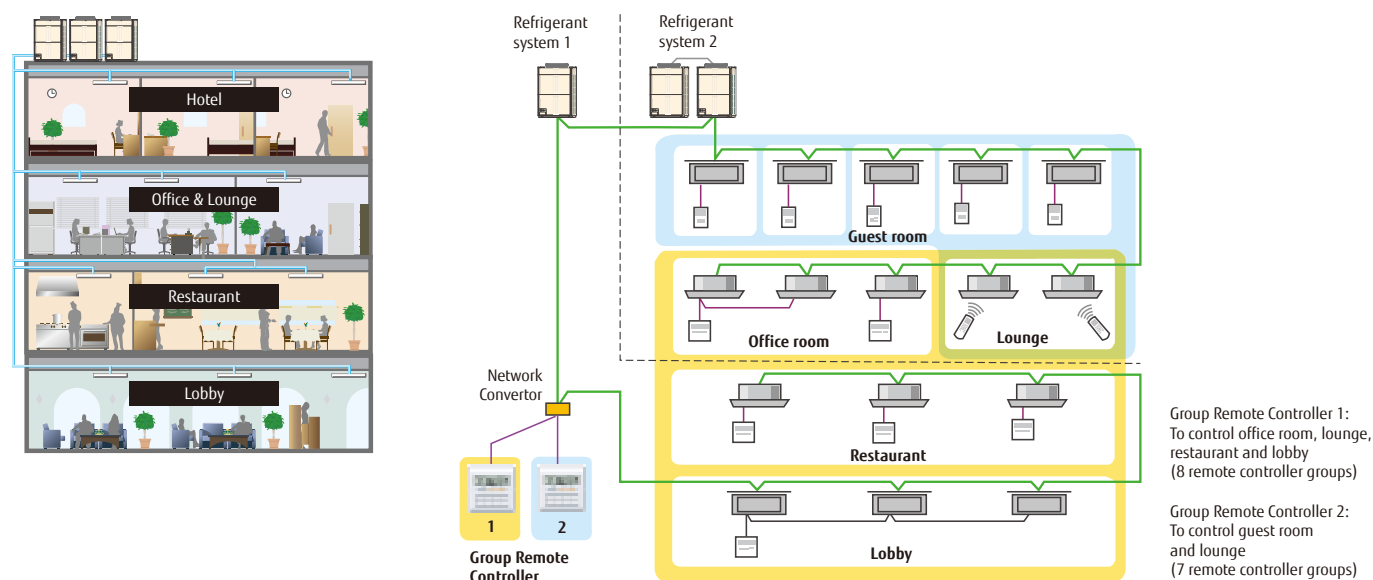 Hotel
Office & Lounge
Restaurant
Lobby
Refrigerant
system 1
Refrigerant
system 2
Guest room
Office room
Lounge
Network
Convertor
Restaurant
1
2
Lobby
Group Remote
Controller
Group Remote Controller 1:
To control office room, lounge,
restaurant and lobby
(8 remote controller groups)
Group Remote Controller 2:
To control guest room
and lounge
(7 remote controller groups)